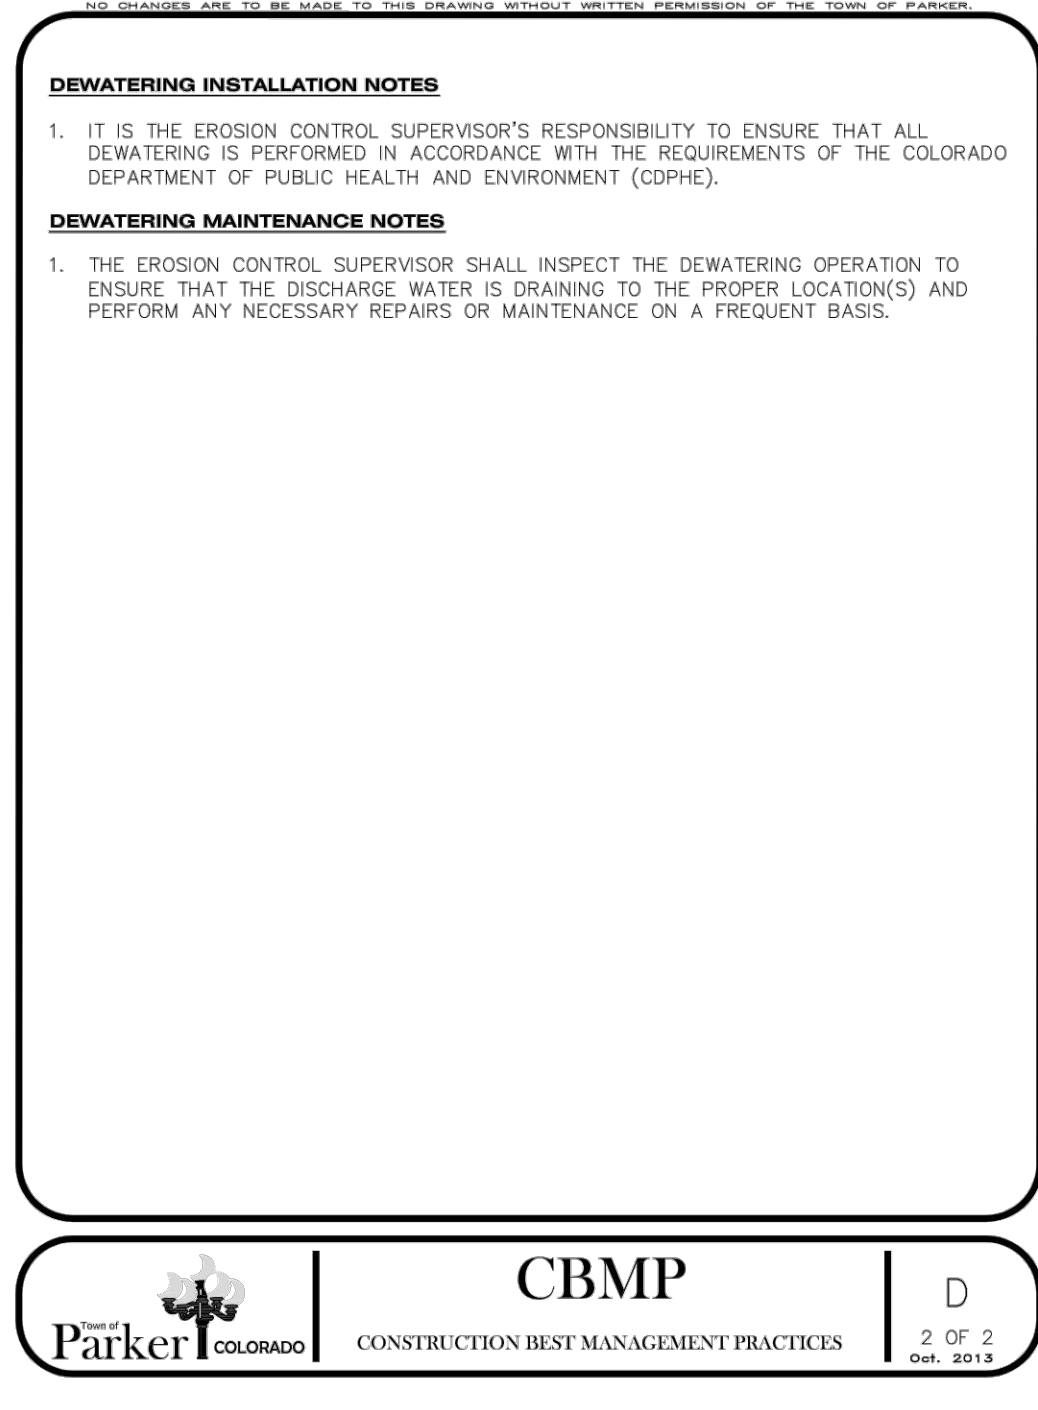 NO CHANGES ARE TO BE MADE TO THIS DRAWING WITHOUT WRITTEN PERMISSION OF THE TOWN OF PARKER.
DEWATERING INSTALLATION NOTES
1. IT IS THE EROSION CONTROL SUPERVISOR'S RESPONSIBILITY TO ENSURE THAT ALL
DEWATERING IS PERFORMED IN ACCORDANCE WITH THE REQUIREMENTS OF THE COLORADO
DEPARTMENT OF PUBLIC HEALTH AND ENVIRONMENT (CDPHE).
DEWATERING MAINTENANCE NOTES
1. THE EROSION CONTROL SUPERVISOR SHALL INSPECT THE DEWATERING OPERATION TO
ENSURE THAT THE DISCHARGE WATER IS DRAINING TO THE PROPER LOCATION(S) AND
PERFORM ANY NECESSARY REPAIRS OR MAINTENANCE ON A FREQUENT BASIS.
Town of
Parker
COLORADO
CBMP
CONSTRUCTION BEST MANAGEMENT PRACTICES
D
2 OF 2
Oct. 2013